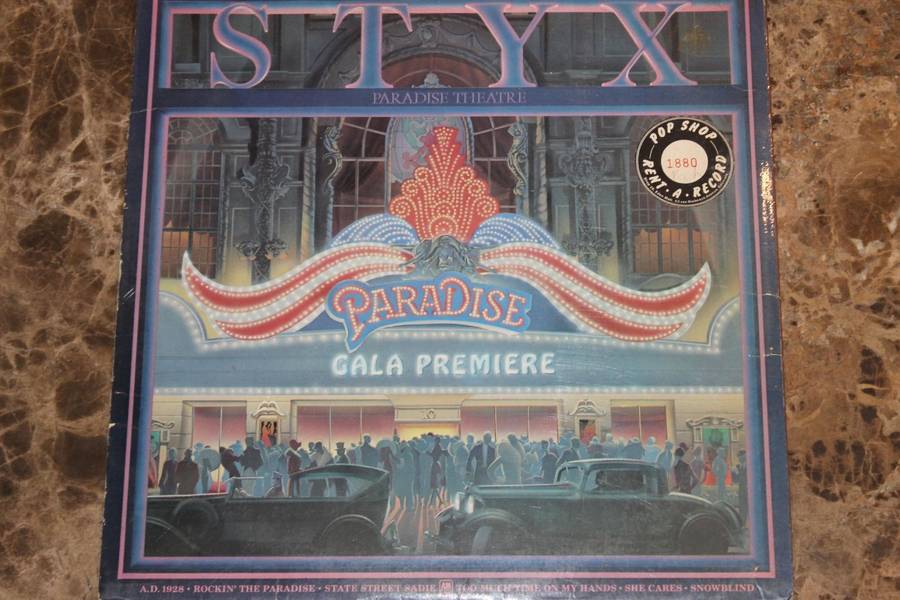 STYX
PARADISE THEATRE
POP SHOP
1880
RENT · A · RECORD
PARADISE
GALA PREMIERE
A.D. 1928 • ROCKIN' THE PARADISE • STATE STREET SADIE A&M TOO MUCH TIME ON MY HANDS • SHE CARES • SNOWBLIND